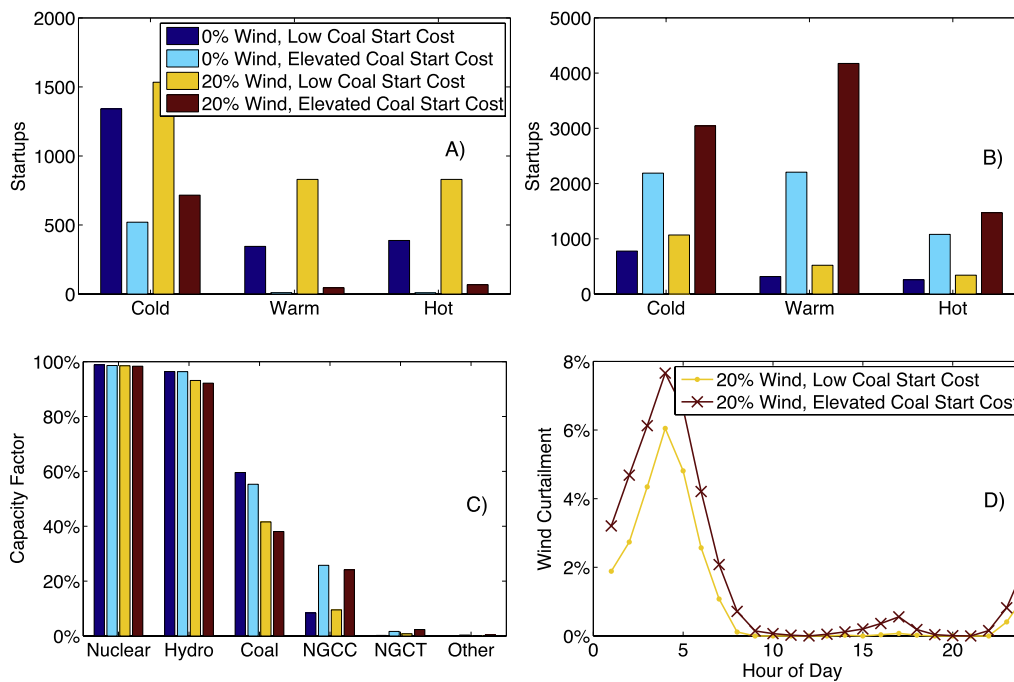 2000
1500
1000
500
0
Startups
0% Wind, Low Coal Start Cost
0% Wind, Elevated Coal Start Cost
20% Wind, Low Coal Start Cost
20% Wind, Elevated Coal Start Cost
A)
Cold Warm Hot
5000
4000
3000
2000
1000
0
Startups
B)
Cold Warm Hot
100%
80%
60%
40%
20%
0%
Capacity Factor
C)
Nuclear Hydro Coal NGCC NGCT Other
8%
6%
4%
2%
0%
Wind Curtailment
20% Wind, Low Coal Start Cost
20% Wind, Elevated Coal Start Cost
D)
0 5 10 15 20
Hour of Day